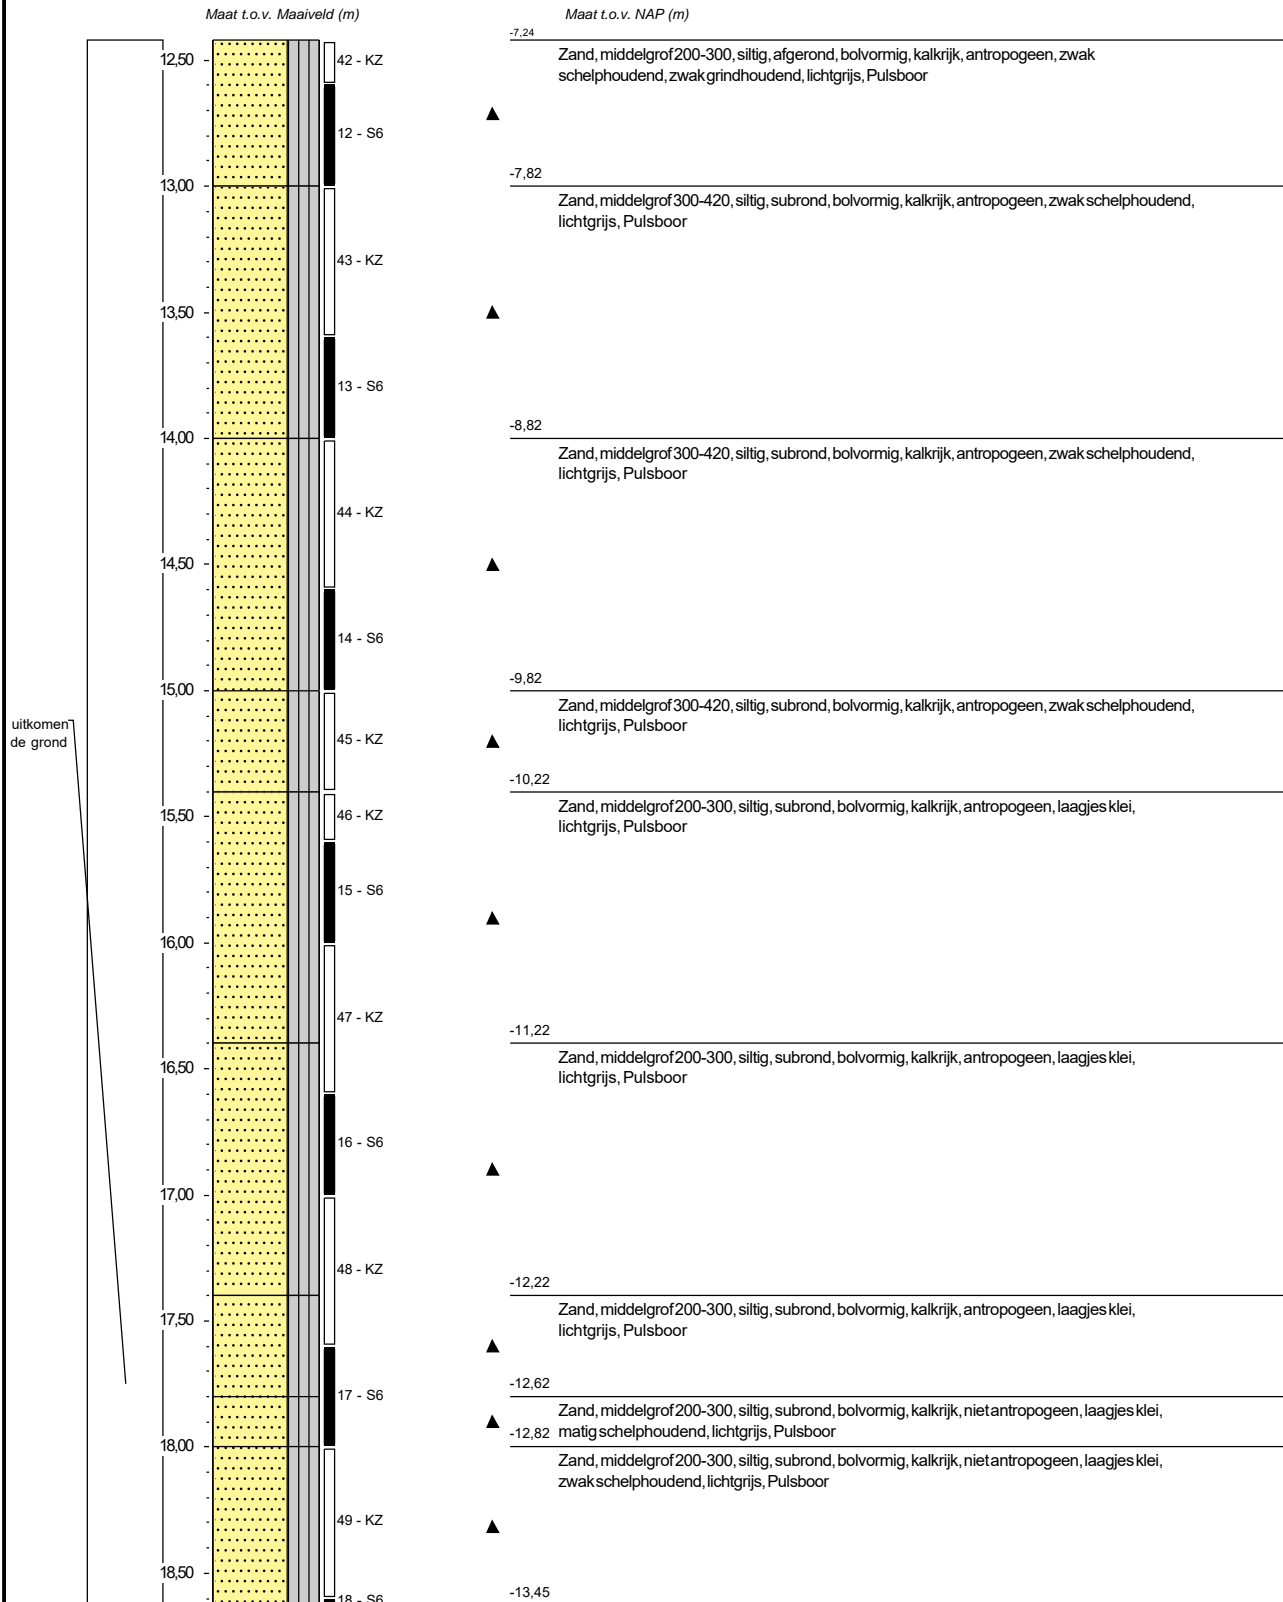 Maat t.o.v. Maaiveld (m)
Maat t.o.v. NAP (m)
-7,24
12,50
42 - KZ
Zand, middelgrof 200-300, siltig, afgerond, bolvormig, kalkrijk, antropogeen, zwak
schelphoudend, zwak grindhoudend, lichtgrijs, Pulsboor
12 - S6
13,00
-7,82
Zand, middelgrof 300-420, siltig, subrond, bolvormig, kalkrijk, antropogeen, zwak schelphoudend,
lichtgrijs, Pulsboor
43 - KZ
13,50
13 - S6
14,00
-8,82
Zand, middelgrof 300-420, siltig, subrond, bolvormig, kalkrijk, antropogeen, zwak schelphoudend,
lichtgrijs, Pulsboor
44 - KZ
14,50
14 - S6
15,00
-9,82
Zand, middelgrof 300-420, siltig, subrond, bolvormig, kalkrijk, antropogeen, zwak schelphoudend,
lichtgrijs, Pulsboor
uitkomen
de grond
45 - KZ
-10,22
15,50
46 - KZ
Zand, middelgrof 200-300, siltig, subrond, bolvormig, kalkrijk, antropogeen, laagjes klei,
lichtgrijs, Pulsboor
15 - S6
16,00
47 - KZ
-11,22
16,50
Zand, middelgrof 200-300, siltig, subrond, bolvormig, kalkrijk, antropogeen, laagjes klei,
lichtgrijs, Pulsboor
16 - S6
17,00
48 - KZ
-12,22
17,50
Zand, middelgrof 200-300, siltig, subrond, bolvormig, kalkrijk, antropogeen, laagjes klei,
lichtgrijs, Pulsboor
-12,62
17 - S6
Zand, middelgrof 200-300, siltig, subrond, bolvormig, kalkrijk, niet antropogeen, laagjes klei,
matig schelphoudend, lichtgrijs, Pulsboor
-12,82
18,00
Zand, middelgrof 200-300, siltig, subrond, bolvormig, kalkrijk, niet antropogeen, laagjes klei,
zwak schelphoudend, lichtgrijs, Pulsboor
49 - KZ
18,50
-13,45
18 - S6